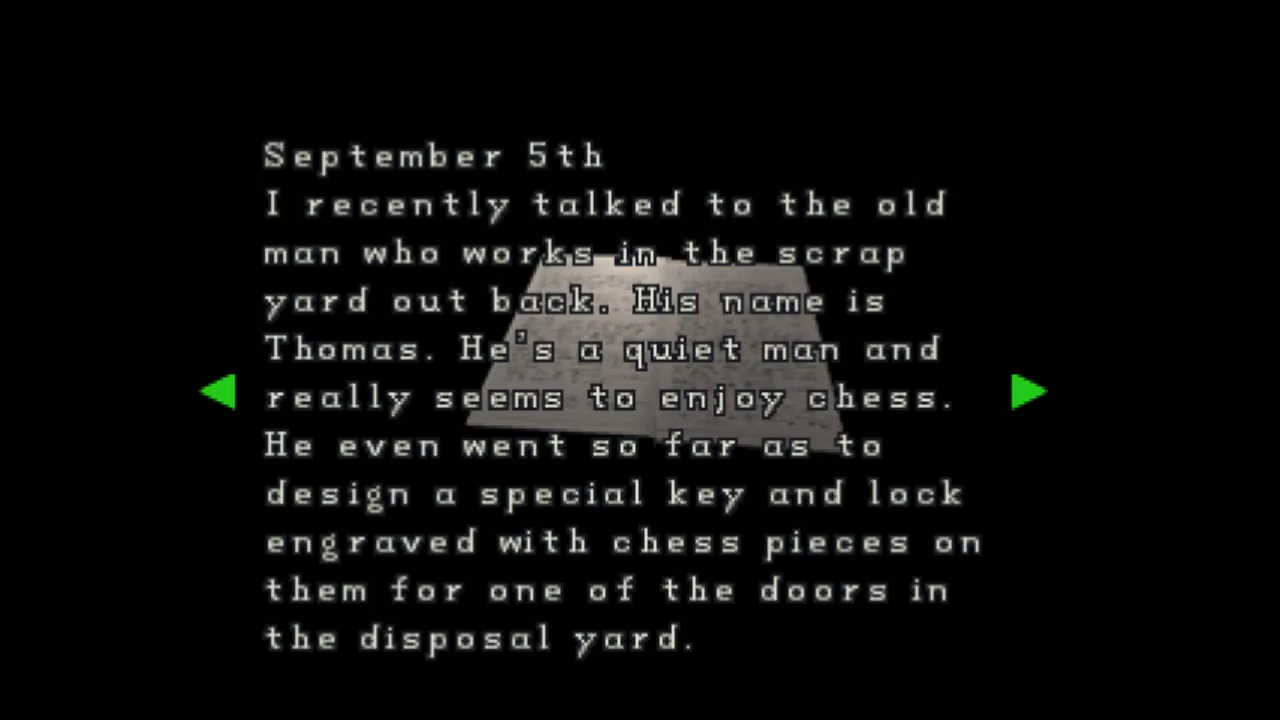 September 5th
I recently talked to the old
man who works in the scrap
yard out back. His name is
Thomas. He's a quiet man and
really seems to enjoy chess.
He even went so far as to
design a special key and lock
engraved with chess pieces on
them for one of the doors in
the disposal yard.